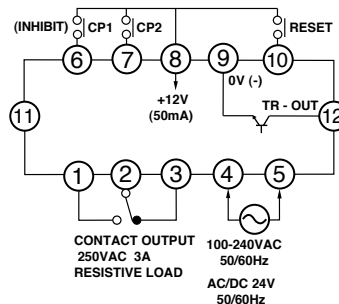 (INHIBIT) CP1 CP2 RESET
6 7 8 9 10
0V (-)
+12V
(50mA)
TR - OUT
11 12
1 2 3 4 5
CONTACT OUTPUT
250VAC 3A
RESISTIVE LOAD
100-240VAC
50/60Hz
AC/DC 24V
50/60Hz